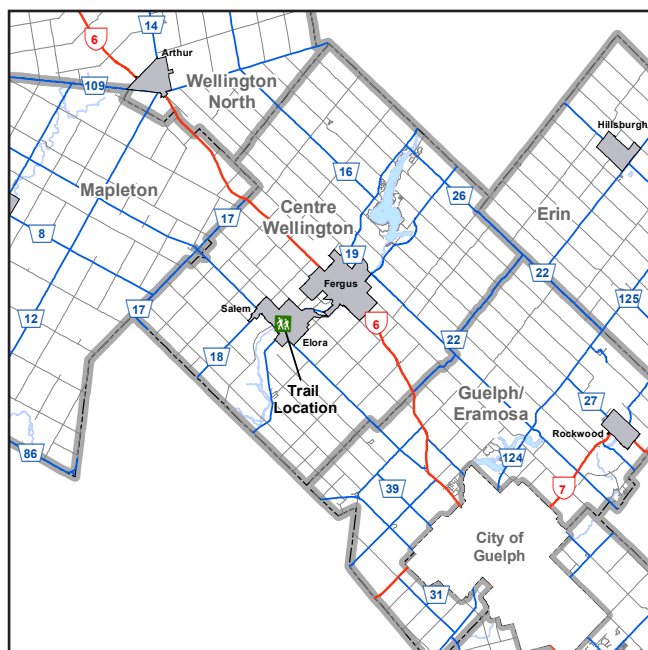 14
6
Arthur
109
Wellington
North
Hillsburgh
Mapleton
16
26
17
Centre
Wellington
Erin
8
19
22
Fergus
125
17
Salem
12
6
Elora
22
18
Trail
Location
Guelph/
Eramosa
27
Rockwood
86
124
39
7
City of
Guelph
31